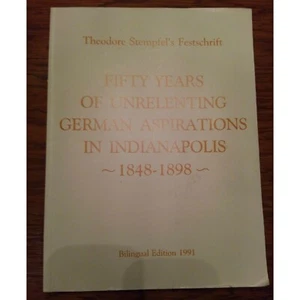 Theodore Stempfel's Festschrift
FIFTY YEARS
OF UNRELENTING
GERMAN ASPIRATIONS
IN INDIANAPOLIS
~ 1848-1898 ~
Bilingual Edition 1991